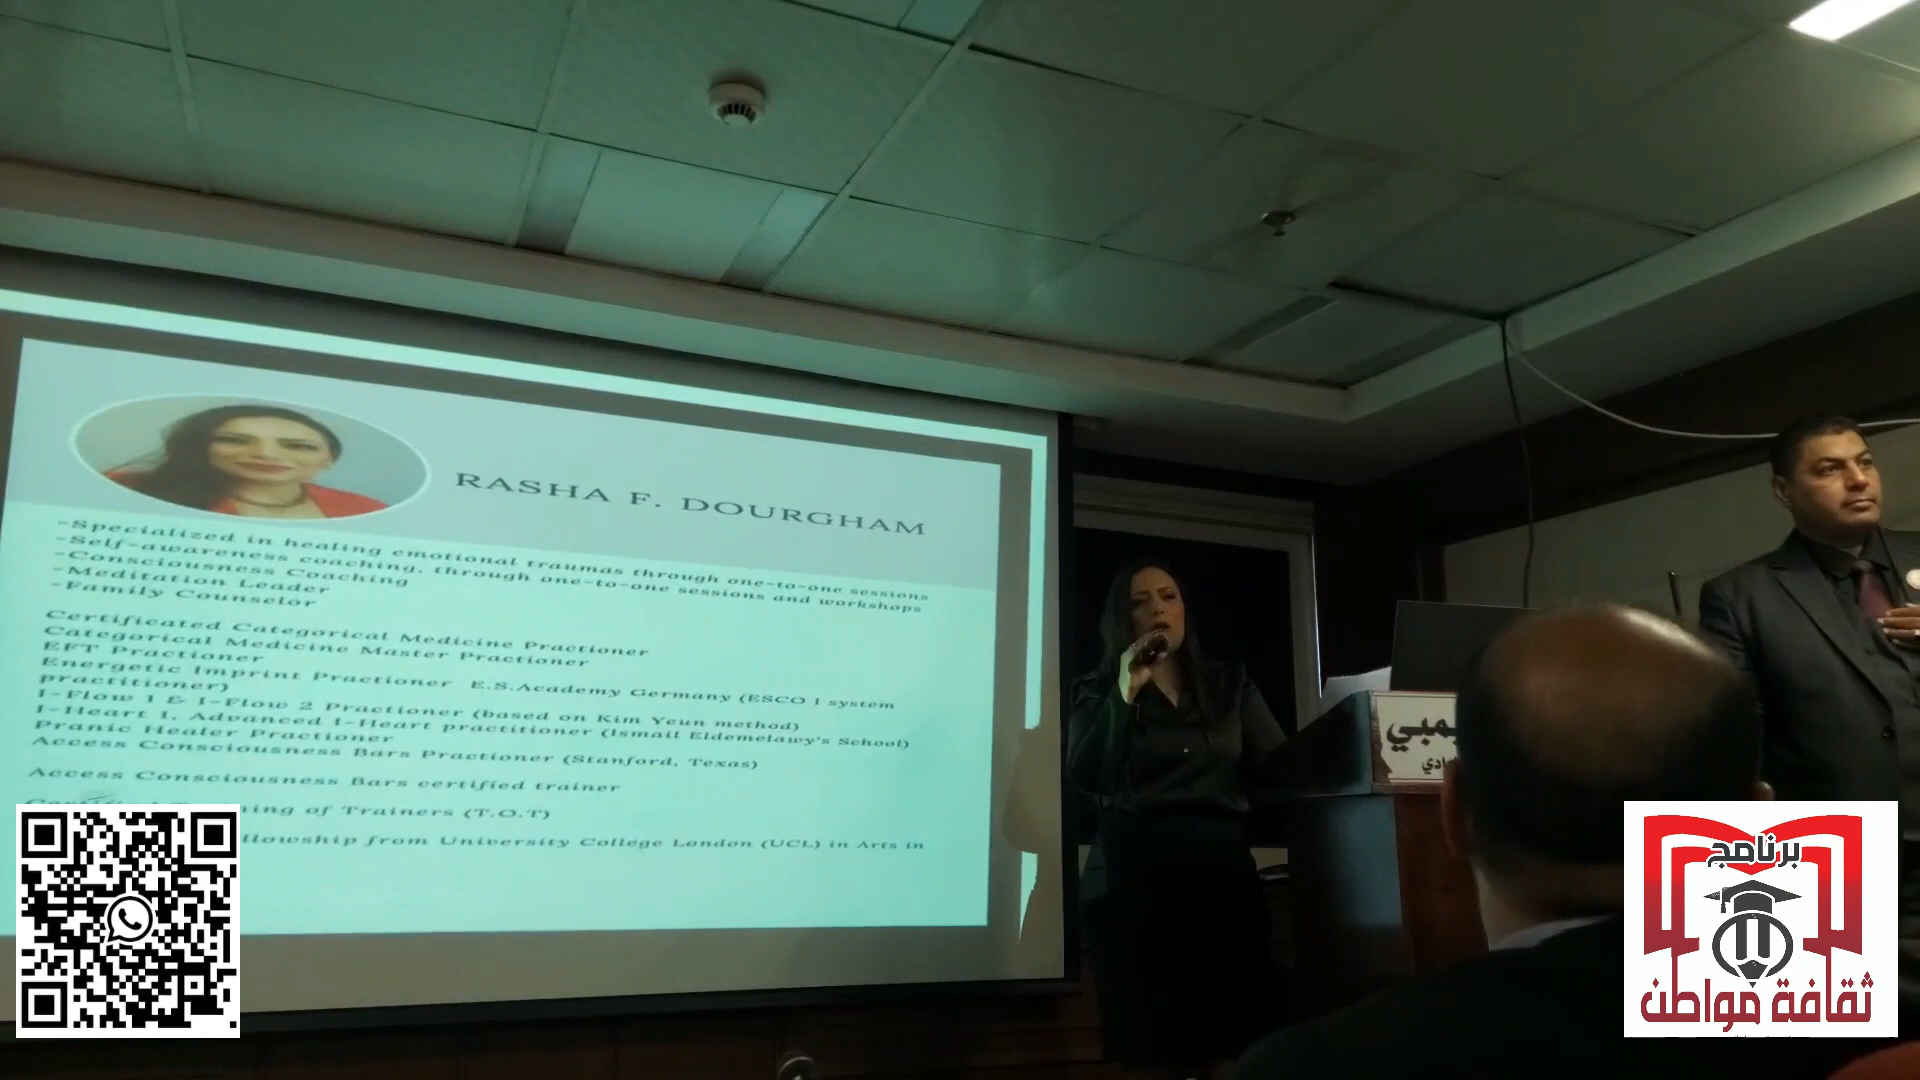 RASHA F. DOURGHAM
-Specialized in healing emotional traumas through one-to-one sessions
-Self-awareness coaching, through one-to-one sessions and workshops
-Consciousness Coaching
-Meditation Leader
-Family Counselor
Certificated Categorical Medicine Practioner
Categorical Medicine Master Practioner
EFT Practioner
Energetic Imprint Practioner E.S.Academy Germany (ESCO I system
practitioner)
I-Flow 1 & I-Flow 2 Practioner (based on Kim Yeun method)
I-Heart 1, Advanced I-Heart practitioner (Ismail Eldemelawy's School)
Pranic Healer Practioner
Access Consciousness Bars Practioner (Stanford, Texas)
Access Consciousness Bars certified trainer
of Trainers (T.O.T)
from University College London (UCL) in Arts in
برنامج
ثقافة مواطن